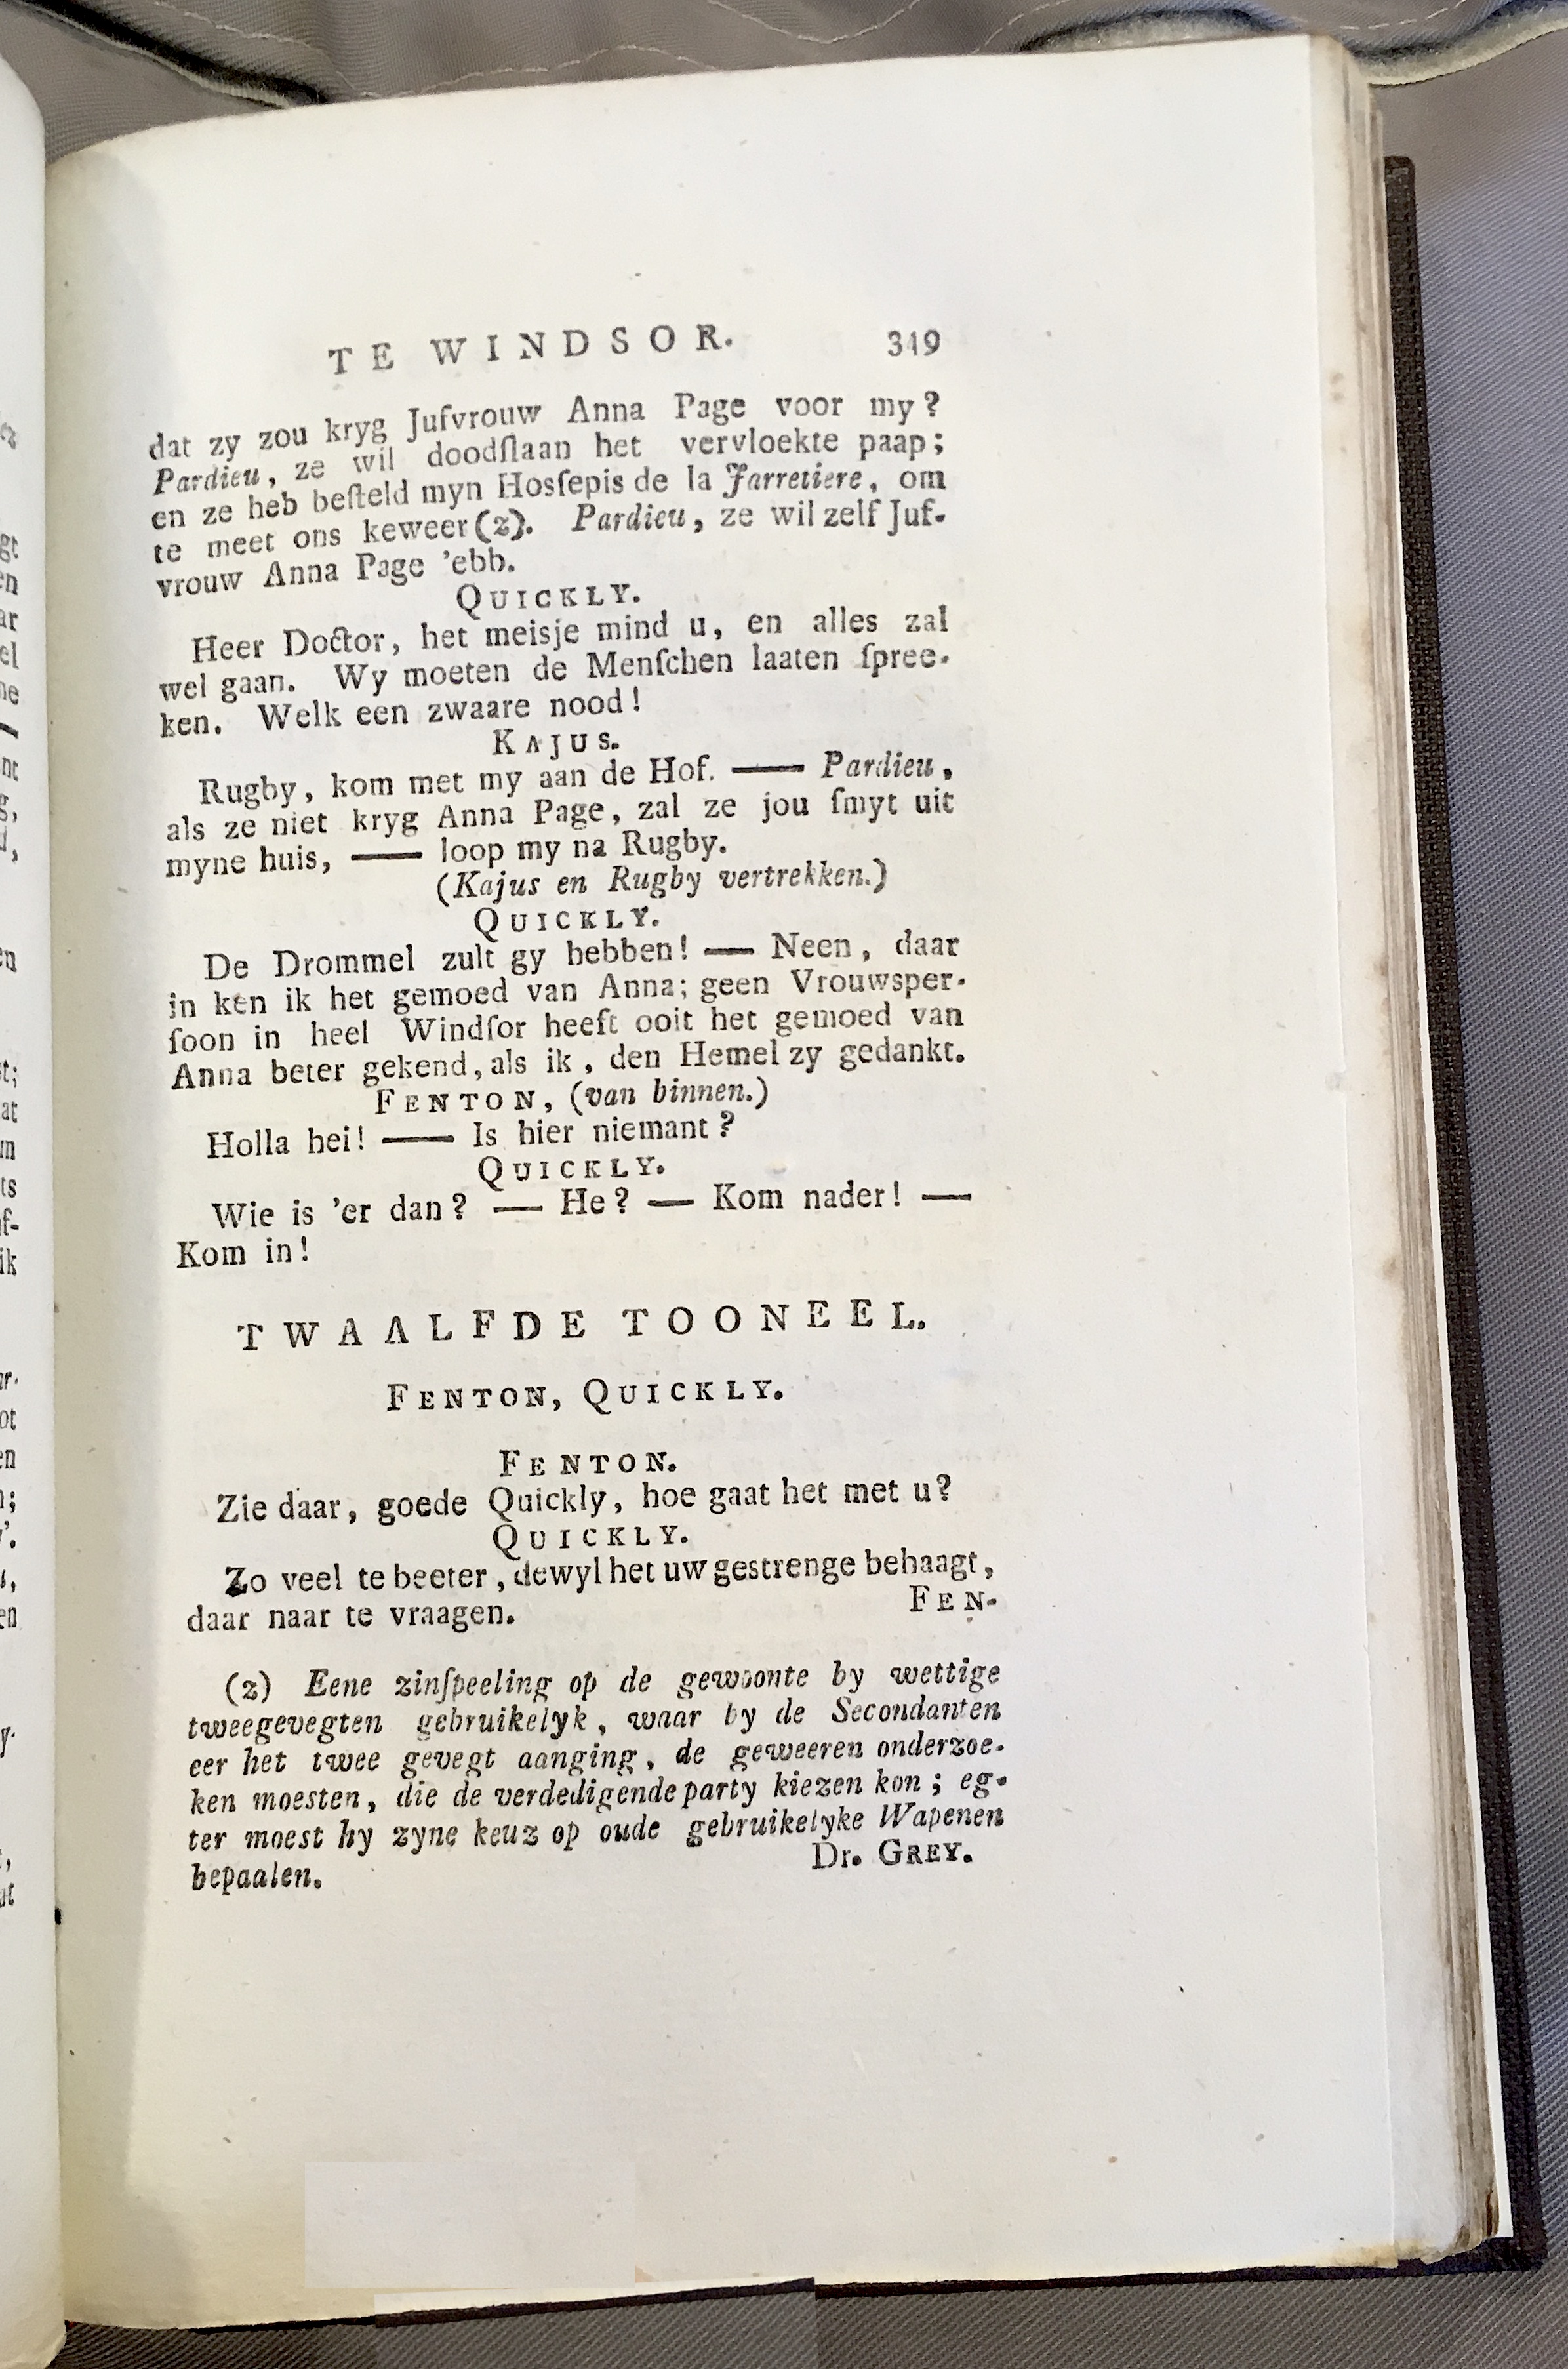 TE WINDSOR. 349
dat zy zou kryg Jufvrouw Anna Page voor my?
Pardieu, ze wil doodſlaan het vervloekte paap;
en ze heb beſteld myn Hosſepis de la Jarretiere, om
te meet ons keweer (z). Pardieu, ze wil zelf Juf-
vrouw Anna Page 'ebb.
QUICKLY.
Heer Doctor, het meisje mind u, en alles zal
wel gaan. Wy moeten de Menſchen laaten ſpree-
ken. Welk een zwaare nood!
KAJUS.
Rugby, kom met my aan de Hof. — Pardieu,
als ze niet kryg Anna Page, zal ze jou ſmyt uit
myne huis, — loop my na Rugby.
(Kajus en Rugby vertrekken.)
QUICKLY.
De Drommel zult gy hebben! — Neen, daar
in ken ik het gemoed van Anna; geen Vrouwsper-
ſoon in heel Windſor heeft ooit het gemoed van
Anna beter gekend, als ik, den Hemel zy gedankt.
FENTON, (van binnen.)
Holla hei! — Is hier niemant?
QUICKLY.
Wie is 'er dan? — He? — Kom nader! —
Kom in!
TWAALFDE TOONEEL.
FENTON, QUICKLY.
FENTON.
Zie daar, goede Quickly, hoe gaat het met u?
QUICKLY.
Zo veel te beeter, dewyl het uw gestrenge behaagt,
daar naar te vraagen.
FEN-
(z) Eene zinſpeeling op de gewoonte by wettige
tweegevegten gebruikelyk, waar by de Secondanten
eer het twee gevegt aanging, de geweeren onderzoe-
ken moesten, die de verdedigende party kiezen kon; eg-
ter moest hy zyne keuz op oude gebruikelyke Wapenen
bepaalen. Dr. GREY.